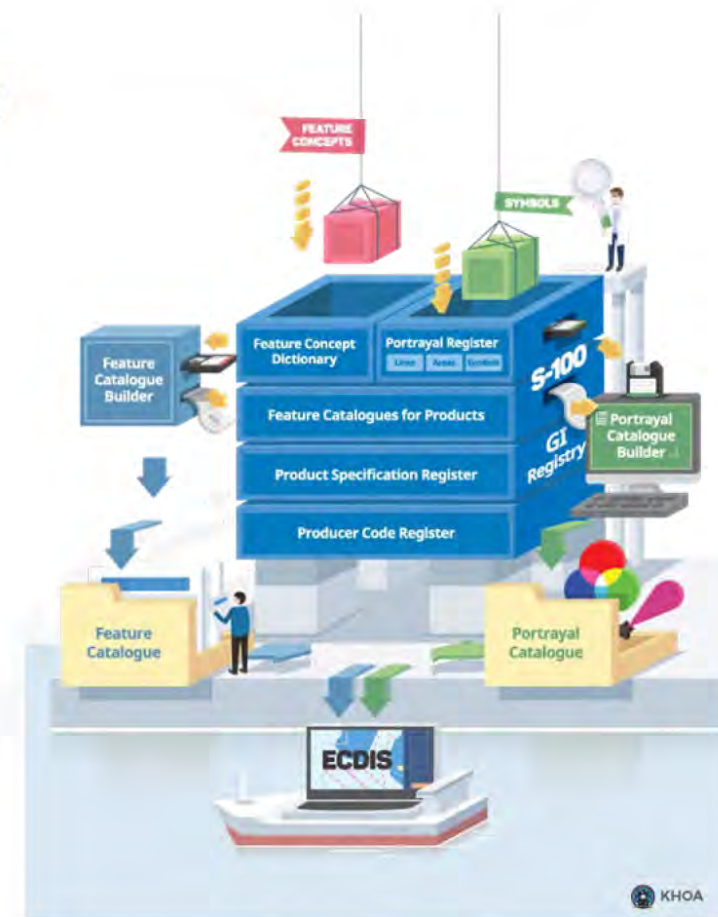 FEATURE
CONCEPTS
SYMBOLS
Feature Concept
Dictionary
Portrayal Register
Lines
Areas
Symbols
S-100
GI
Registry
Feature
Catalogue
Builder
Feature Catalogues for Products
Portrayal
Catalogue
Builder
Product Specification Register
Producer Code Register
Feature
Catalogue
Portrayal
Catalogue
ECDIS
KHOA